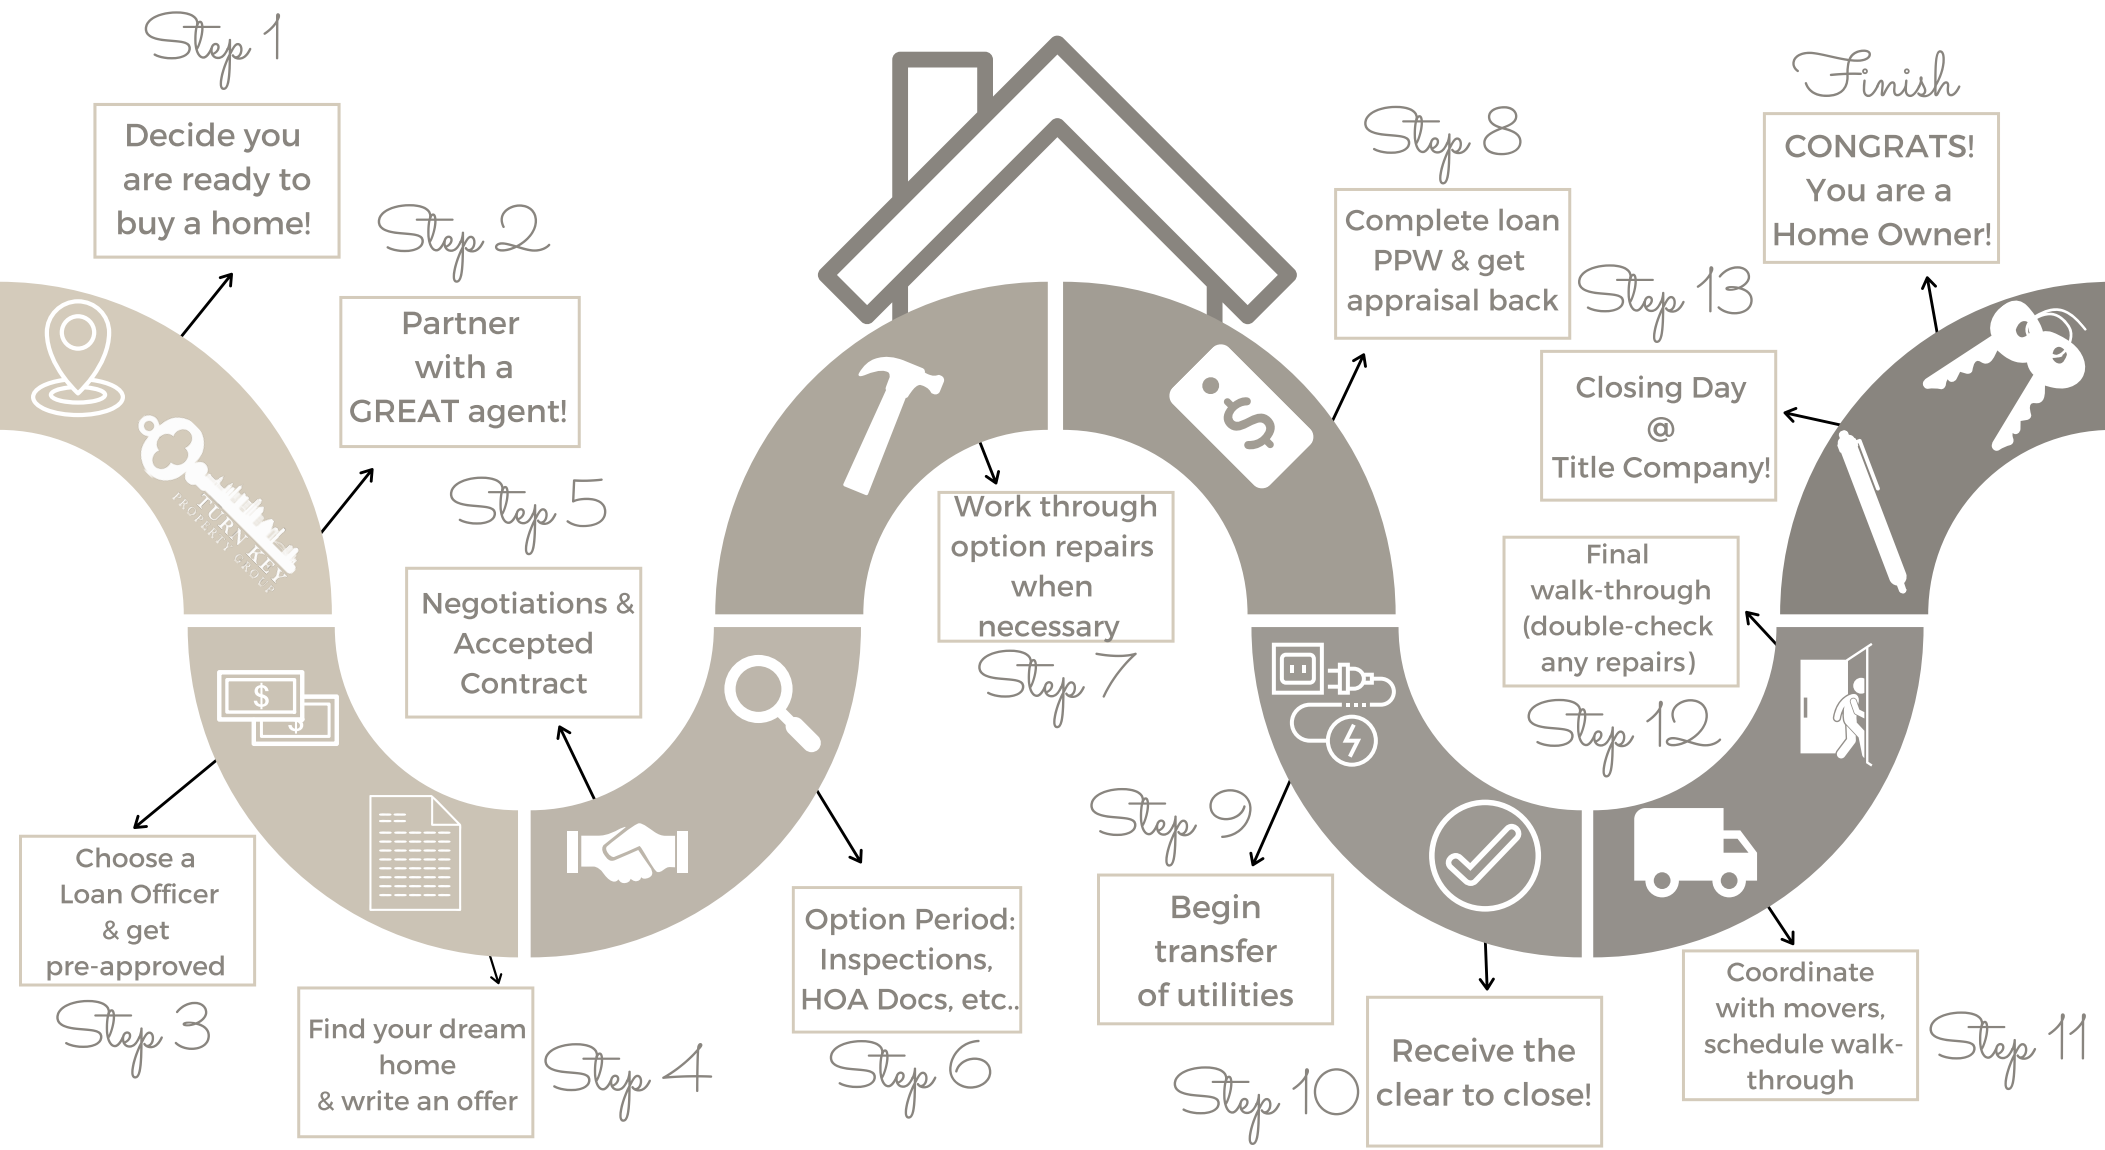 Step 1
Decide you
are ready to
buy a home!
Step 2
Partner
with a
GREAT agent!
TURN KEY
PROPERTY GROUP
$
$
Choose a
Loan Officer
& get
pre-approved
Step 3
Find your dream
home
& write an offer
Step 4
Step 5
Negotiations &
Accepted
Contract
Option Period:
Inspections,
HOA Docs, etc..
Step 6
Work through
option repairs
when
necessary
Step 7
$
Step 8
Complete loan
PPW & get
appraisal back
Step 9
Begin
transfer
of utilities
Step 10
Receive the
clear to close!
Coordinate
with movers,
schedule walk-
through
Step 11
Final
walk-through
(double-check
any repairs)
Step 12
Step 13
Closing Day
@
Title Company!
Finish
CONGRATS!
You are a
Home Owner!